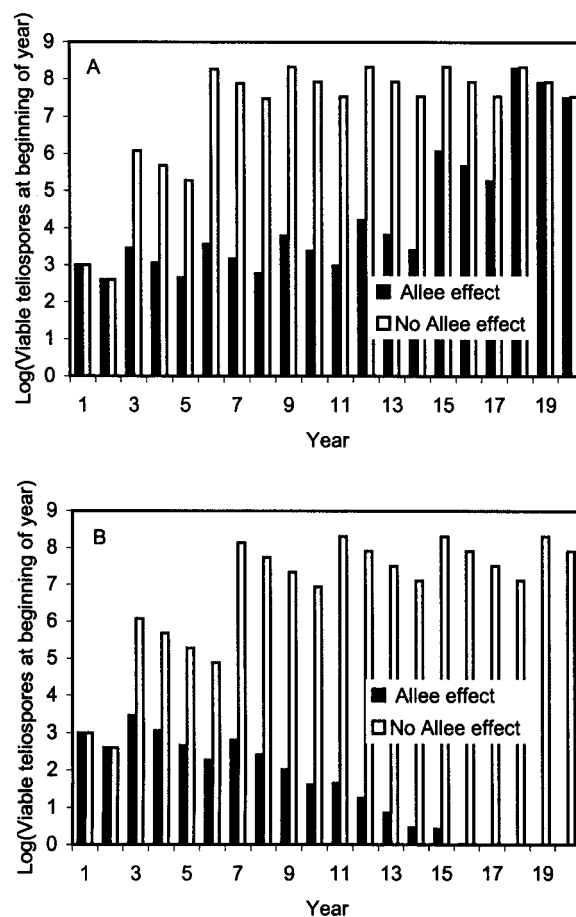 Log(Viable teliospores at beginning of year)
9
8
7
6
5
4
3
2
1
0
A
Allee effect
No Allee effect
1 3 5 7 9 11 13 15 17 19
Year
Log(Viable teliospores at beginning of year)
9
8
7
6
5
4
3
2
1
0
B
Allee effect
No Allee effect
1 3 5 7 9 11 13 15 17 19
Year